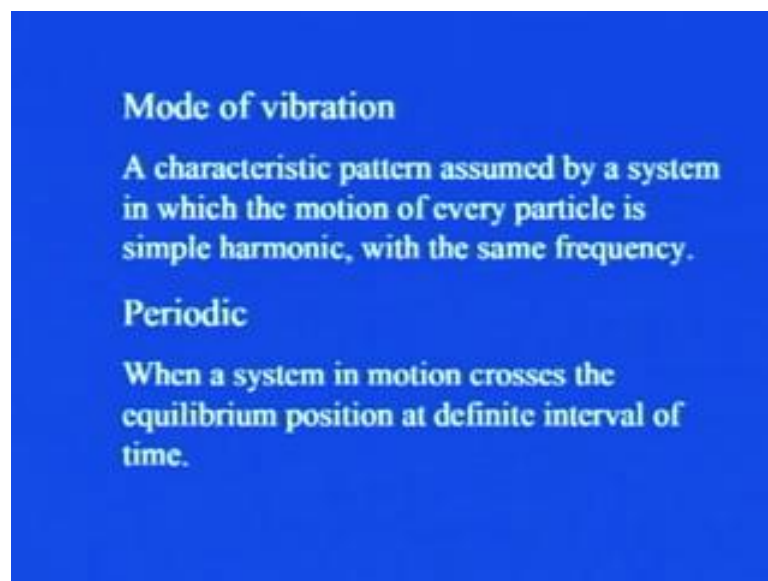 Mode of vibration
A characteristic pattern assumed by a system
in which the motion of every particle is
simple harmonic, with the same frequency.
Periodic
When a system in motion crosses the
equilibrium position at definite interval of
time.